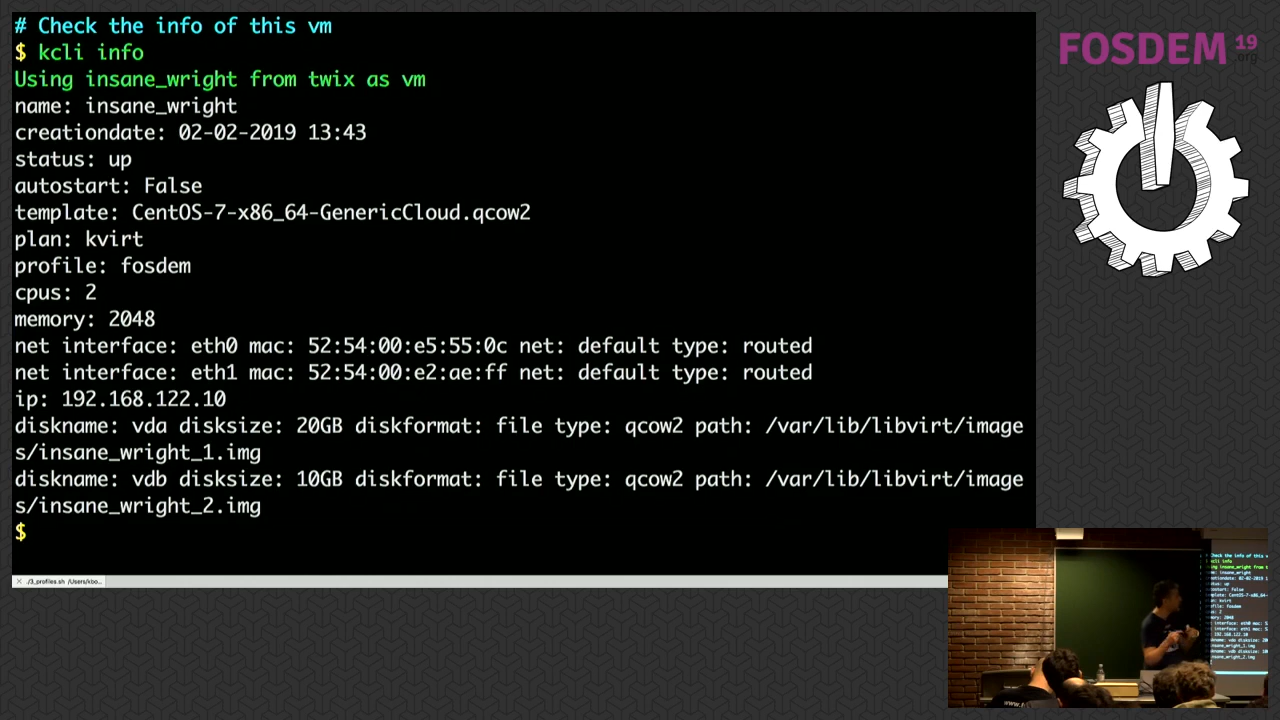 # Check the info of this vm
$ kcli info
Using insane_wright from twix as vm
name: insane_wright
creationdate: 02-02-2019 13:43
status: up
autostart: False
template: CentOS-7-x86_64-GenericCloud.qcow2
plan: kvirt
profile: fosdem
cpus: 2
memory: 2048
net interface: eth0 mac: 52:54:00:e5:55:0c net: default type: routed
net interface: eth1 mac: 52:54:00:e2:ae:ff net: default type: routed
ip: 192.168.122.10
diskname: vda disksize: 20GB diskformat: file type: qcow2 path: /var/lib/libvirt/image
s/insane_wright_1.img
diskname: vdb disksize: 10GB diskformat: file type: qcow2 path: /var/lib/libvirt/image
s/insane_wright_2.img
$
× ./3_profiles.sh /Users/kbo...
FOSDEM 19
.org